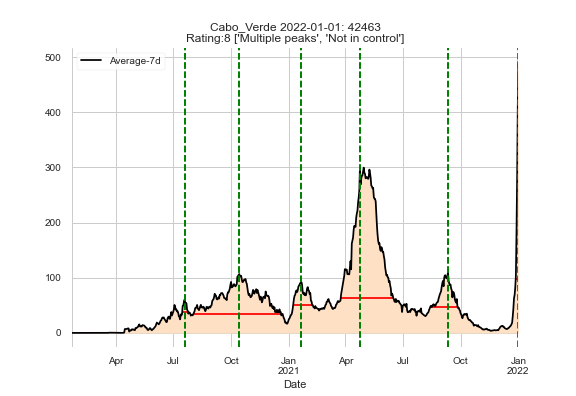 Cabo_Verde 2022-01-01: 42463
Rating:8 ['Multiple peaks', 'Not in control']
Average-7d
500
400
300
200
100
0
Apr Jul Oct Jan Apr Jul Oct Jan
2021 2022
Date